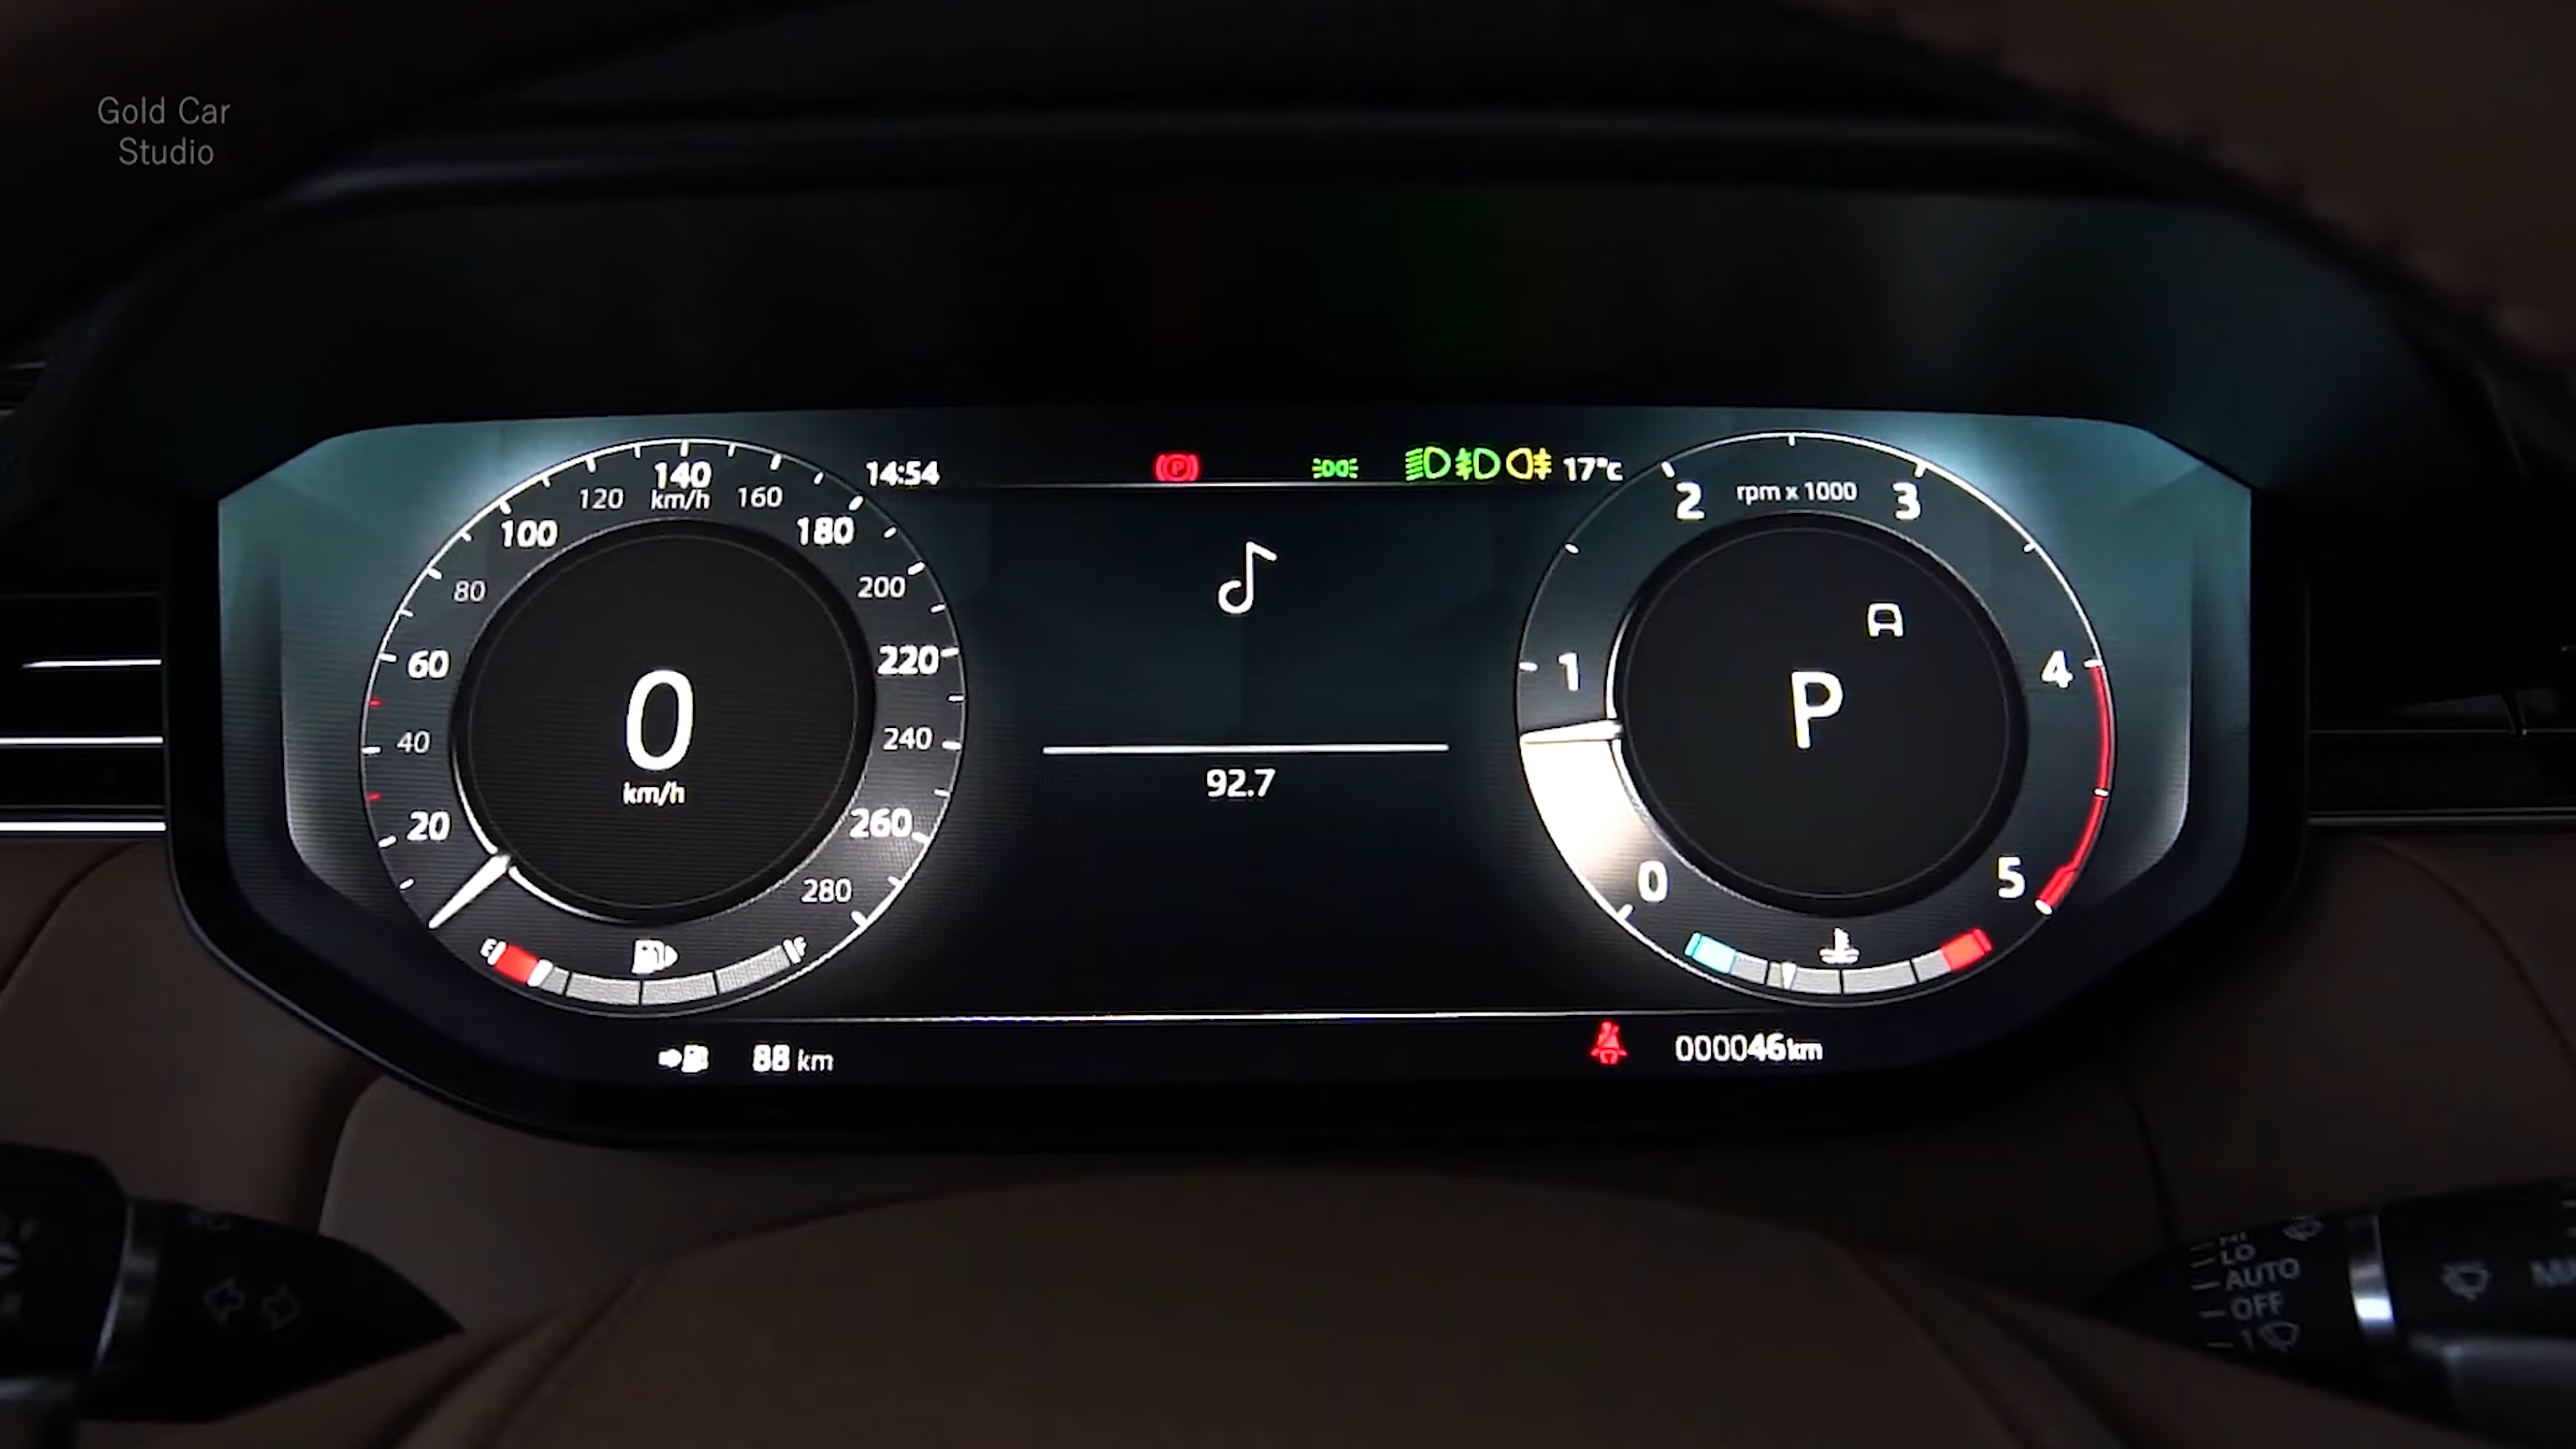 Gold Car
Studio
14:54
17°c
140
km/h
120
160
100
180
80
200
60
220
40
240
20
260
280
0
km/h
E
F
92.7
rpm x 1000
2
3
1
4
0
5
P
88 km
000046km
HI
LO
AUTO
OFF
1